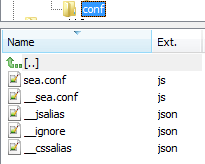 conf
Name Ext.
[..]
sea.conf js
__sea.conf js
__jsalias json
__ignore json
__cssalias json